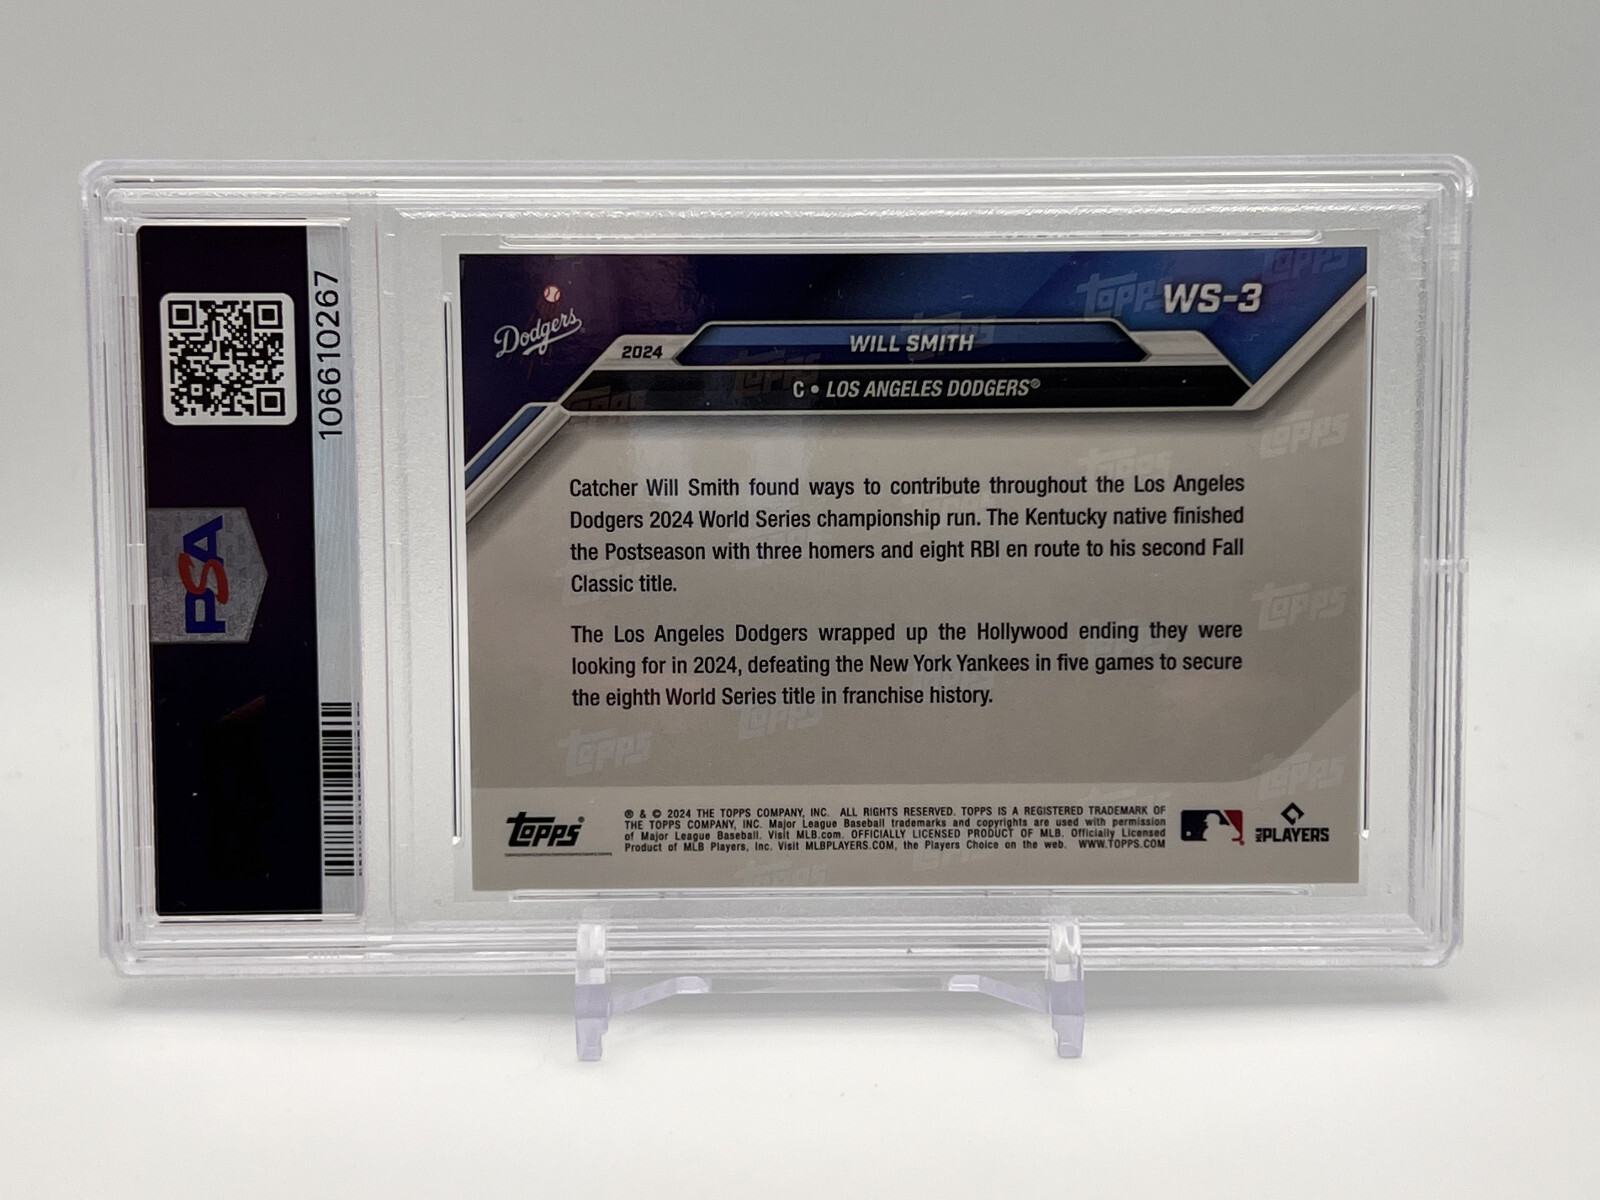 106610267
PSA
Dodgers
WS-3
2024
WILL SMITH
C • LOS ANGELES DODGERS®
Catcher Will Smith found ways to contribute throughout the Los Angeles
Dodgers 2024 World Series championship run. The Kentucky native finished
the Postseason with three homers and eight RBI en route to his second Fall
Classic title.
The Los Angeles Dodgers wrapped up the Hollywood ending they were
looking for in 2024, defeating the New York Yankees in five games to secure
the eighth World Series title in franchise history.
Topps®
® & © 2024 THE TOPPS COMPANY, INC. ALL RIGHTS RESERVED. TOPPS IS A REGISTERED TRADEMARK OF
THE TOPPS COMPANY, INC. Major League Baseball trademarks and copyrights are used with permission
of Major League Baseball. Visit MLB.com. OFFICIALLY LICENSED PRODUCT OF MLB. Officially Licensed
Product of MLB Players, Inc. Visit MLBPLAYERS.COM, the Players Choice on the web. WWW.TOPPS.COM
MLB PLAYERS